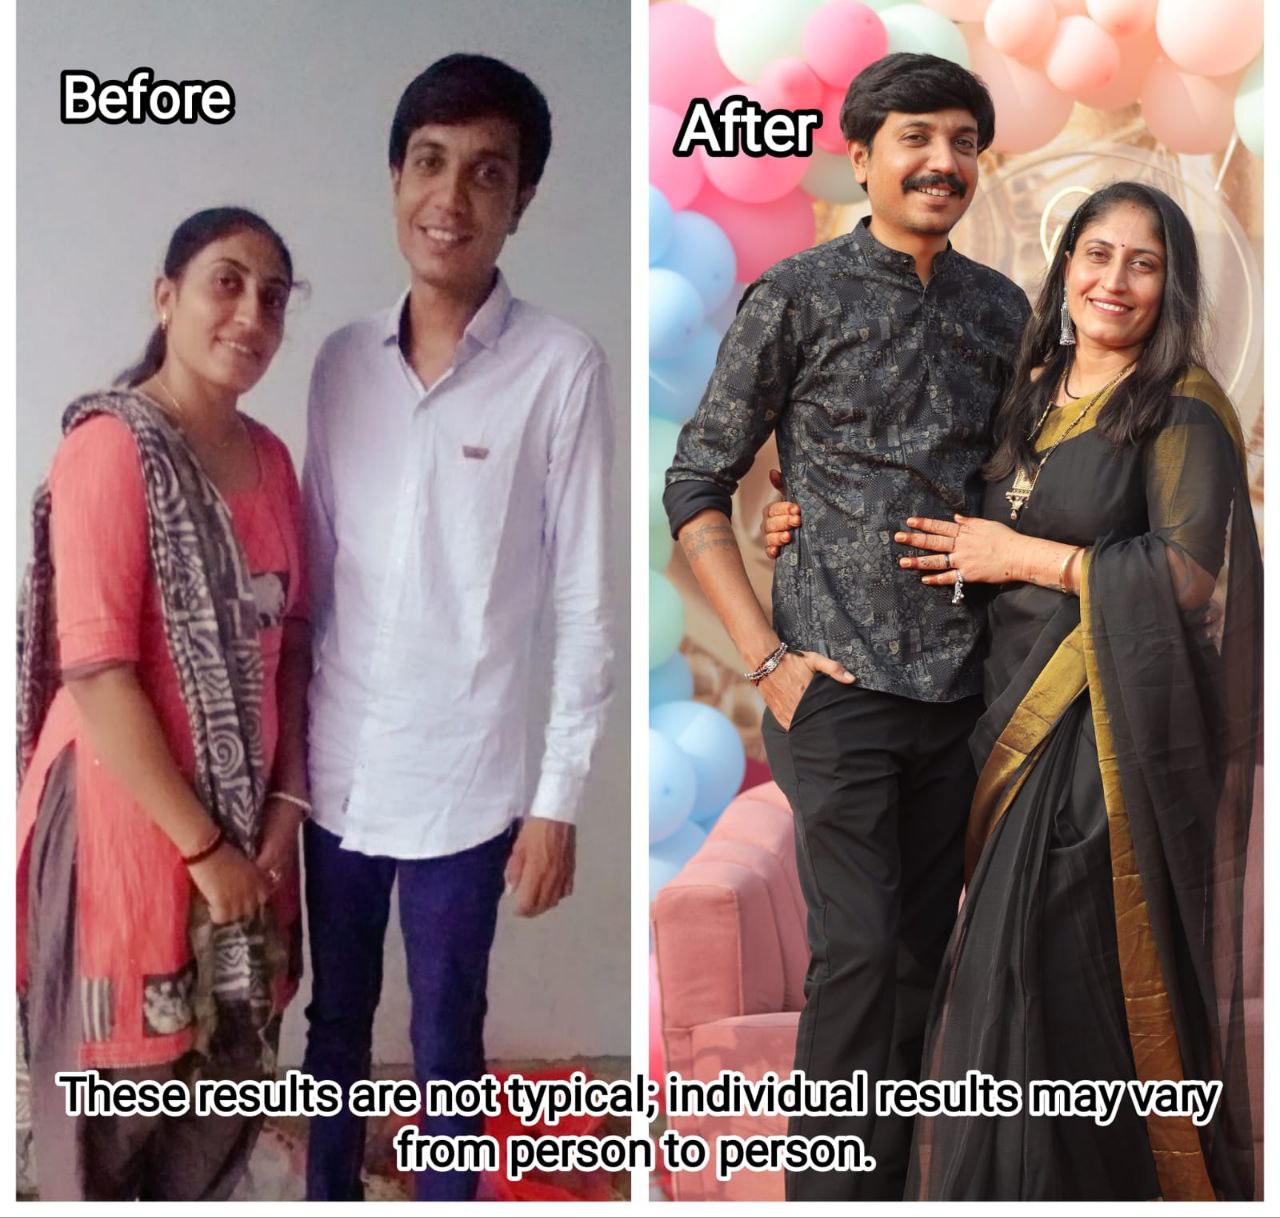 Before
After
These results are not typical; individual results may vary
from person to person.